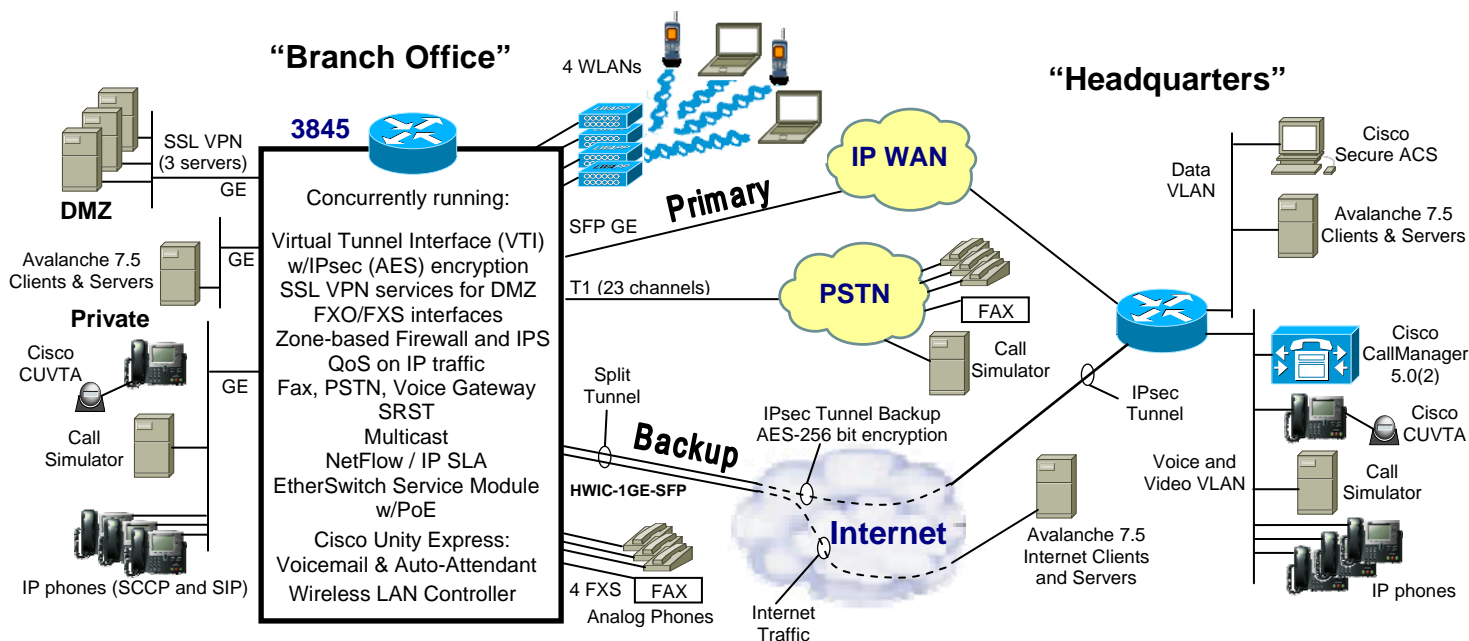 “Branch Office”
4 WLANs
“Headquarters”
3845
SSL VPN
(3 servers)
GE
DMZ
Avalanche 7.5
Clients & Servers
GE
Private
Cisco
CUVTA
GE
Call
Simulator
IP phones (SCCP and SIP)
Concurrently running:
Virtual Tunnel Interface (VTI)
w/IPsec (AES) encryption
SSL VPN services for DMZ
FXO/FXS interfaces
Zone-based Firewall and IPS
QoS on IP traffic
Fax, PSTN, Voice Gateway
SRST
Multicast
NetFlow / IP SLA
EtherSwitch Service Module
w/PoE
Cisco Unity Express:
Voicemail & Auto-Attendant
Wireless LAN Controller
SFP GE
Primary
IP WAN
T1 (23 channels)
PSTN
FAX
Call
Simulator
Split
Tunnel
Backup
HWIC-1GE-SFP
IPsec Tunnel Backup
AES-256 bit encryption
Internet
Internet
Traffic
4 FXS
FAX
Analog Phones
IPsec
Tunnel
Avalanche 7.5
Internet Clients
and Servers
Data
VLAN
Cisco
Secure ACS
Avalanche 7.5
Clients & Servers
Cisco
CallManager
5.0(2)
Cisco
CUVTA
Voice and
Video VLAN
Call
Simulator
IP phones